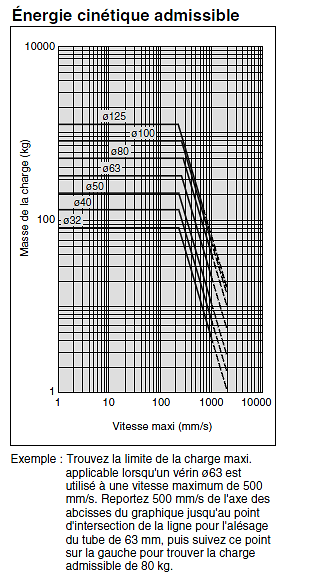 Énergie cinétique admissible
10000
ø125
ø100
ø80
ø63
ø50
ø40
ø32
Masse de la charge (kg)
100
1
1
10
100
1000
10000
Vitesse maxi (mm/s)
Exemple : Trouvez la limite de la charge maxi.
applicable lorsqu'un vérin ø63 est
utilisé à une vitesse maximum de 500
mm/s. Reportez 500 mm/s de l'axe des
abcisses du graphique jusqu'au point
d'intersection de la ligne pour l'alésage
du tube de 63 mm, puis suivez ce point
sur la gauche pour trouver la charge
admissible de 80 kg.